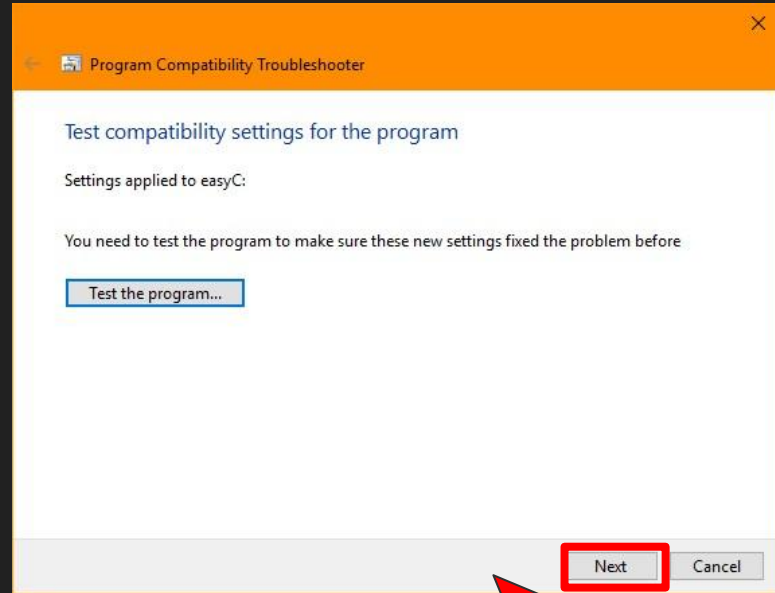 Program Compatibility Troubleshooter
Test compatibility settings for the program
Settings applied to easyC:
You need to test the program to make sure these new settings fixed the problem before
Test the program...
Next
Cancel